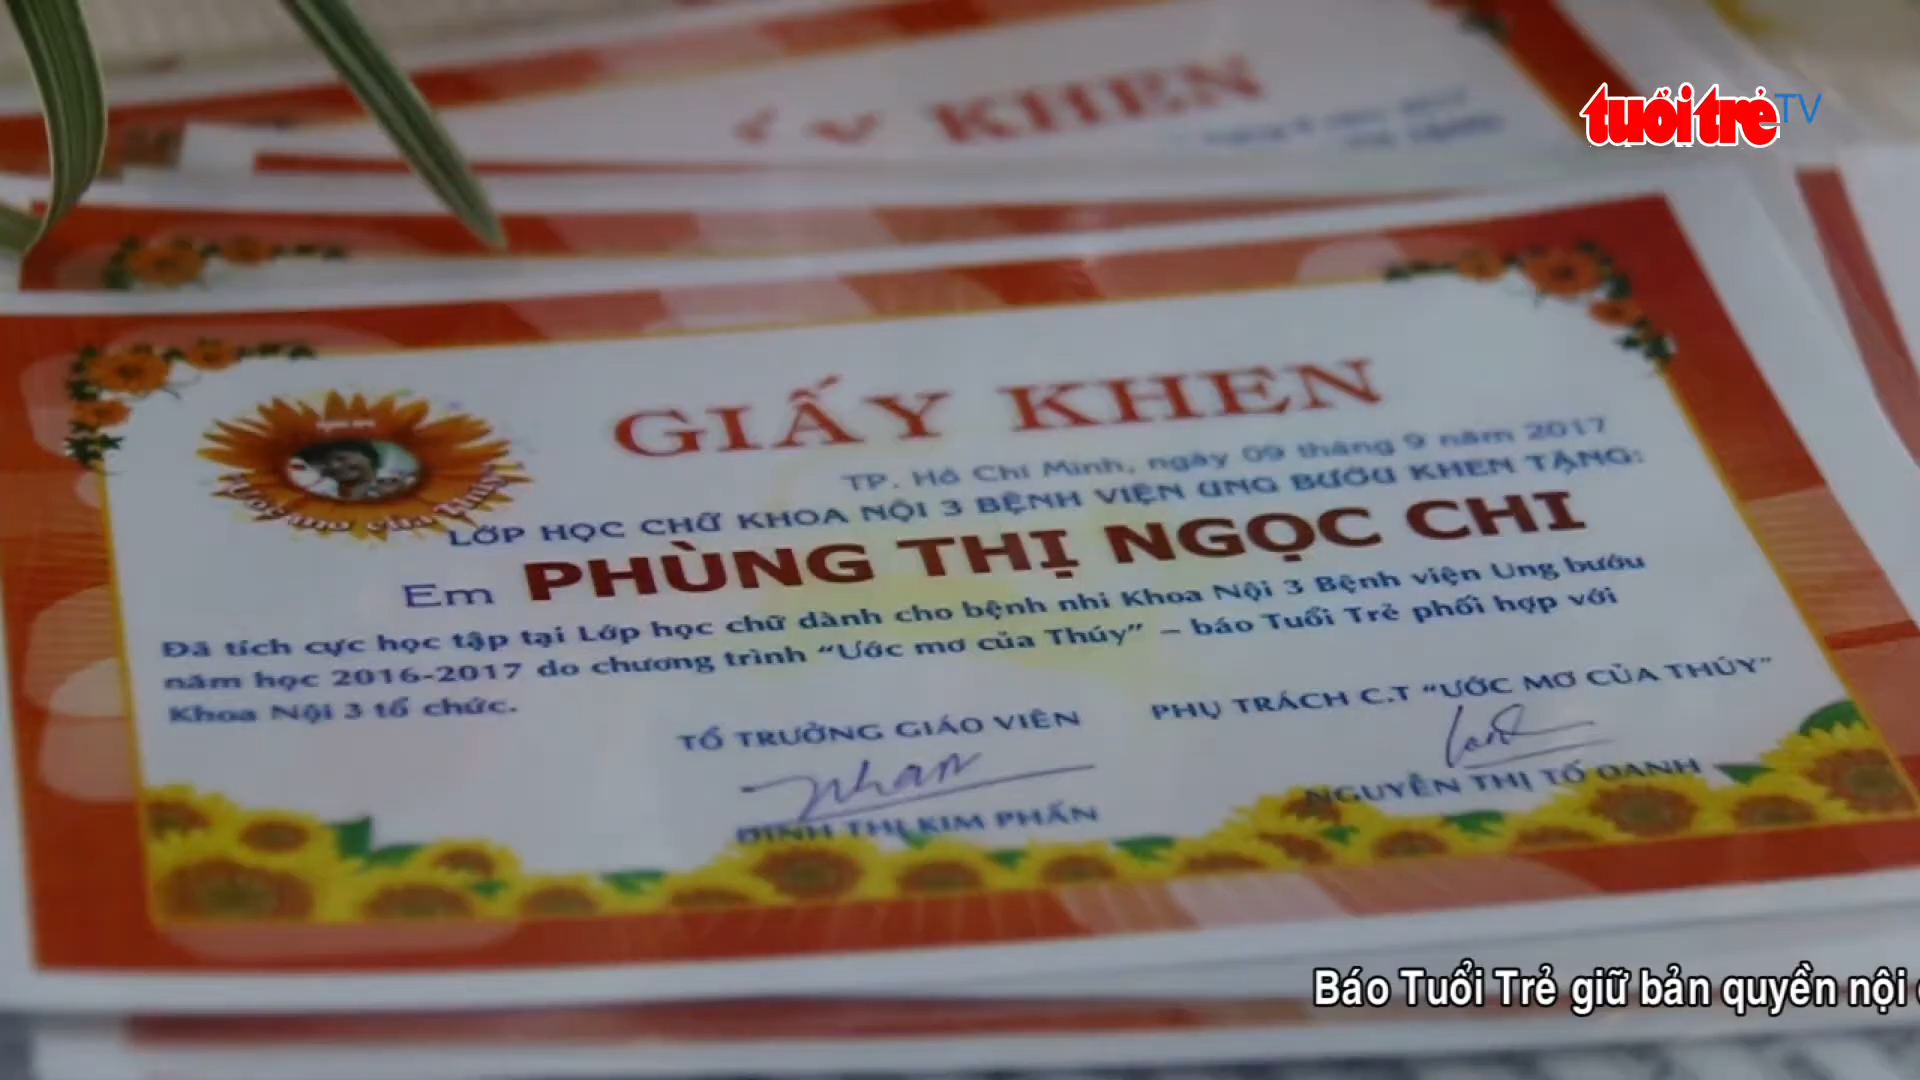 KHEN
tuổi trẻ TV
GIẤY KHEN
TP. Hồ Chí Minh, ngày 09 tháng 9 năm 2017
Ước mơ của Thúy
LỚP HỌC CHỮ KHOA NỘI 3 BỆNH VIỆN UNG BƯỚU KHEN TẶNG:
Em PHÙNG THỊ NGỌC CHI
Đã tích cực học tập tại Lớp học chữ dành cho bệnh nhi Khoa Nội 3 Bệnh viện Ung bướu
năm học 2016-2017 do chương trình “Ước mơ của Thúy” – báo Tuổi Trẻ phối hợp với
Khoa Nội 3 tổ chức.
TỔ TRƯỞNG GIÁO VIÊN
PHỤ TRÁCH C.T “ƯỚC MƠ CỦA THÚY”
Nhan
ĐINH THỊ KIM PHẤN
NGUYỄN THỊ TỐ OANH
Báo Tuổi Trẻ giữ bản quyền nội